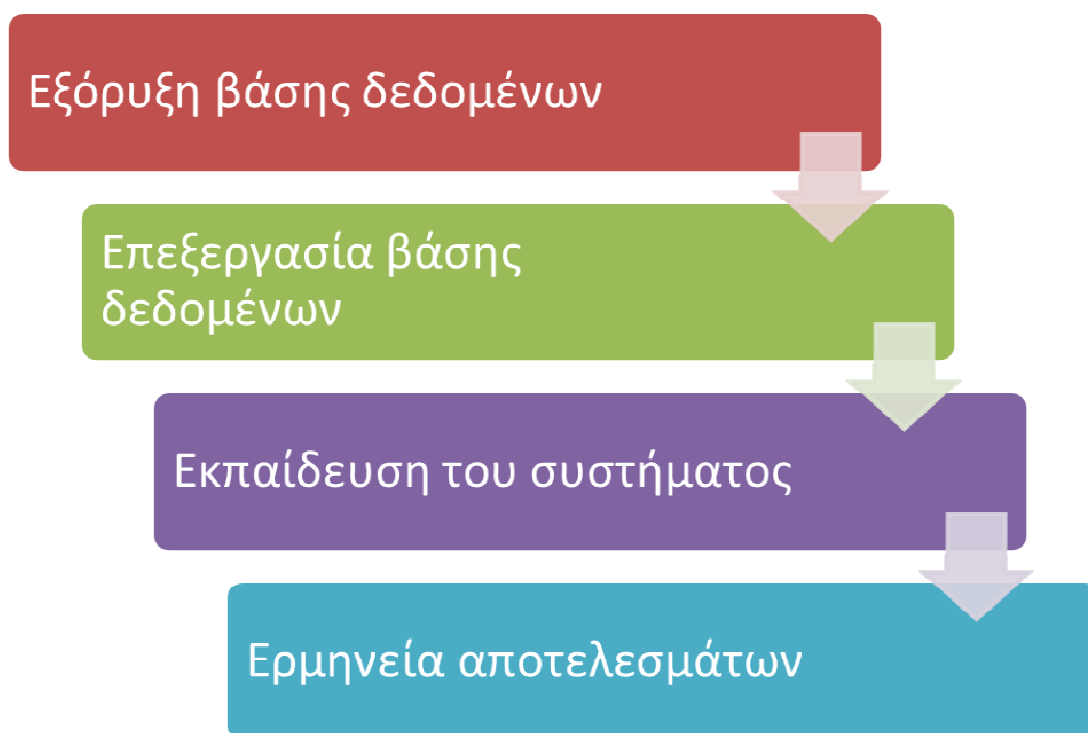 Εξόρυξη βάσης δεδομένων
Επεξεργασία βάσης
δεδομένων
Εκπαίδευση του συστήματος
Ερμηνεία αποτελεσμάτων